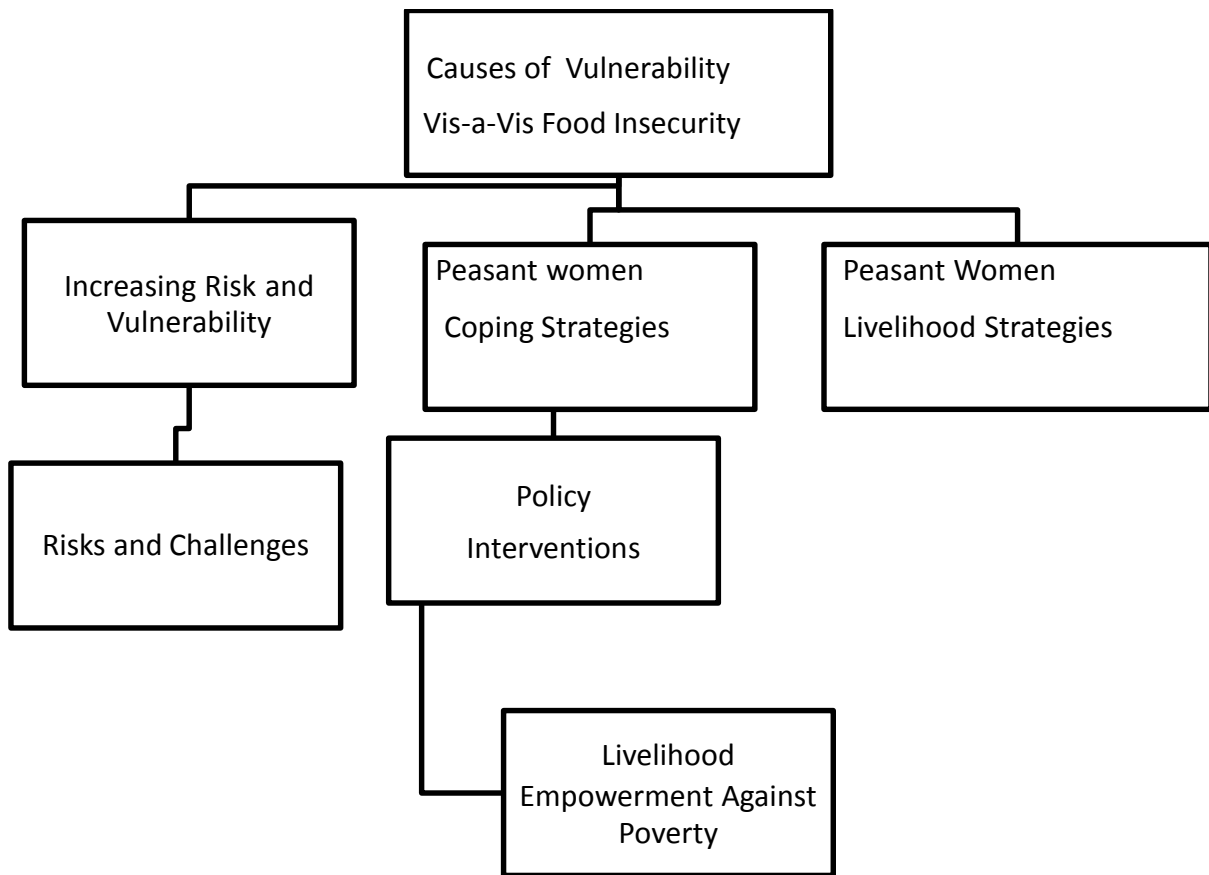 Causes of  Vulnerability
Vis-a-Vis Food Insecurity
Increasing Risk and
Vulnerability
Peasant women
Coping Strategies
Peasant Women
Livelihood Strategies
Risks and Challenges
Policy
Interventions
Livelihood
Empowerment Against
Poverty